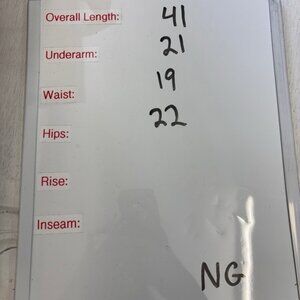 Overall Length: 41
Underarm: 21
Waist: 19
Hips: 22
Rise:
Inseam:
NG